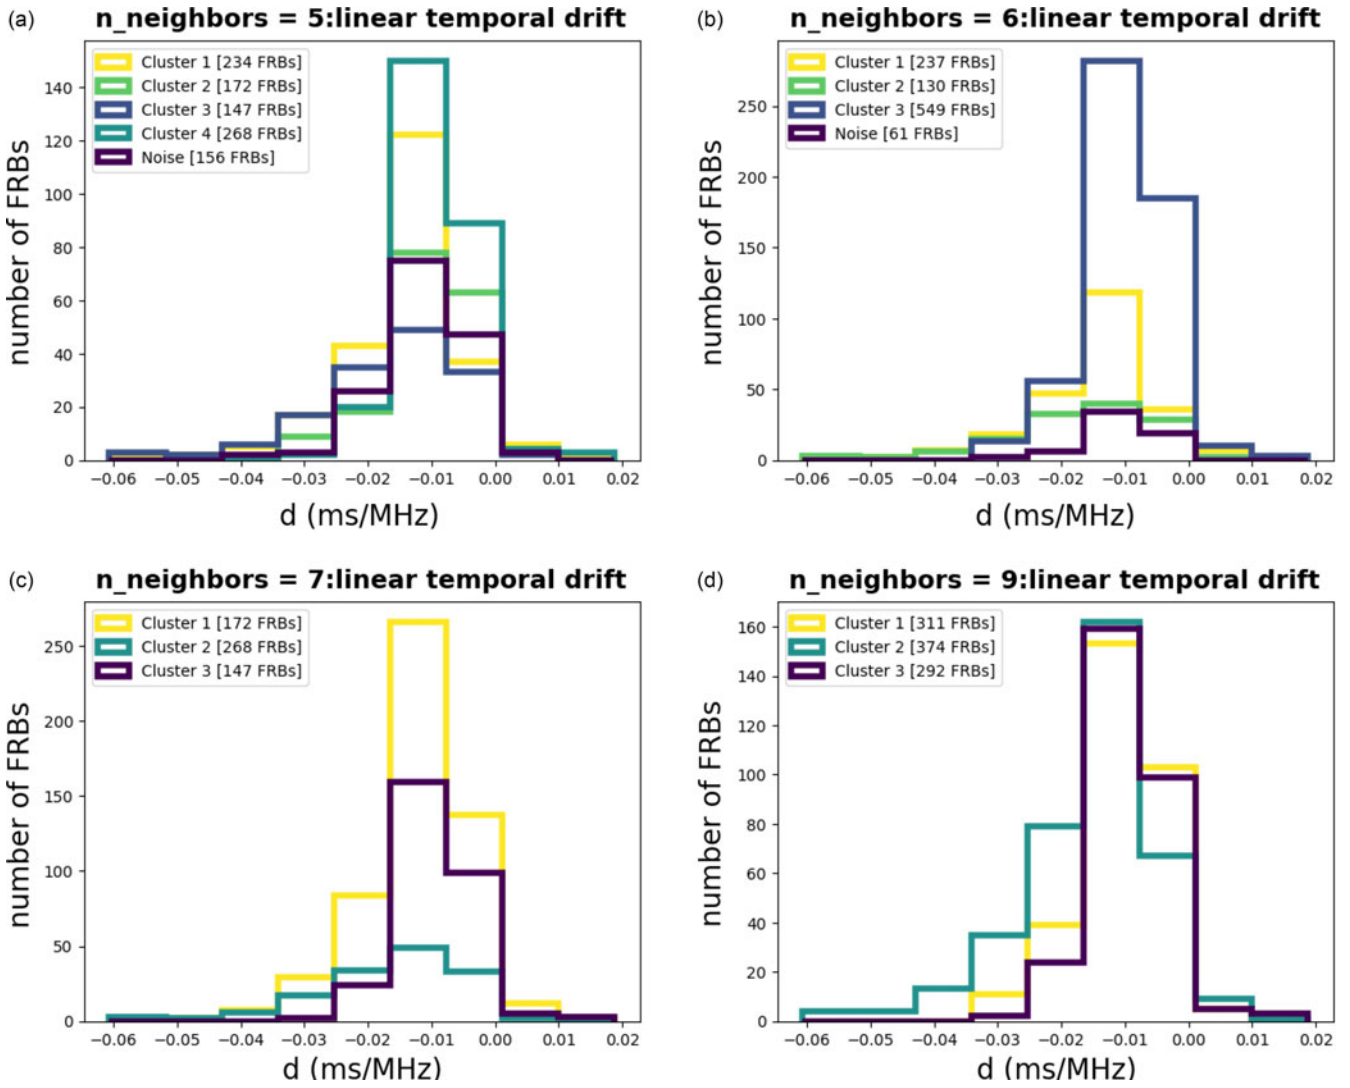 (a)
n_neighbors = 5:linear temporal drift
Cluster 1 [234 FRBs]
Cluster 2 [172 FRBs]
Cluster 3 [147 FRBs]
Cluster 4 [268 FRBs]
Noise [156 FRBs]
number of FRBs
140
120
100
80
60
40
20
0
−0.06 −0.05 −0.04 −0.03 −0.02 −0.01 0.00 0.01 0.02
d (ms/MHz)
(b)
n_neighbors = 6:linear temporal drift
Cluster 1 [237 FRBs]
Cluster 2 [130 FRBs]
Cluster 3 [549 FRBs]
Noise [61 FRBs]
number of FRBs
250
200
150
100
50
0
−0.06 −0.05 −0.04 −0.03 −0.02 −0.01 0.00 0.01 0.02
d (ms/MHz)
(c)
n_neighbors = 7:linear temporal drift
Cluster 1 [172 FRBs]
Cluster 2 [268 FRBs]
Cluster 3 [147 FRBs]
number of FRBs
250
200
150
100
50
0
−0.06 −0.05 −0.04 −0.03 −0.02 −0.01 0.00 0.01 0.02
d (ms/MHz)
(d)
n_neighbors = 9:linear temporal drift
Cluster 1 [311 FRBs]
Cluster 2 [374 FRBs]
Cluster 3 [292 FRBs]
number of FRBs
160
140
120
100
80
60
40
20
0
−0.06 −0.05 −0.04 −0.03 −0.02 −0.01 0.00 0.01 0.02
d (ms/MHz)